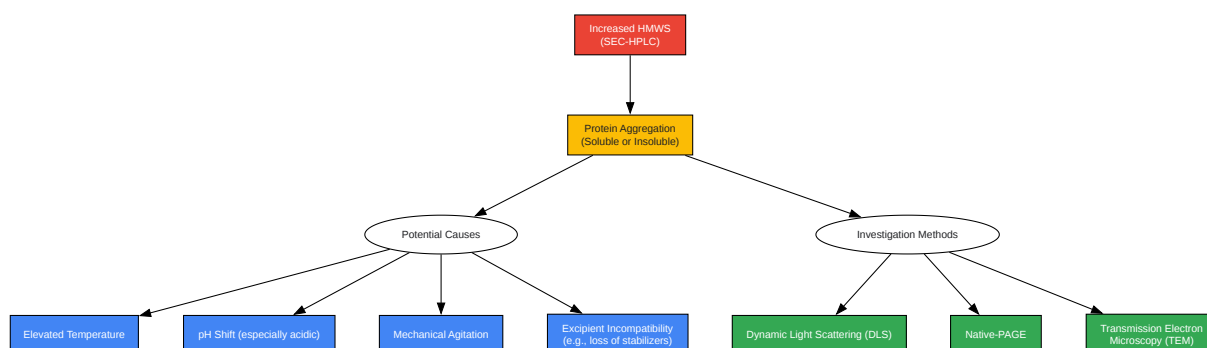 Increased HMWS
(SEC-HPLC)
Protein Aggregation
(Soluble or Insoluble)
Potential Causes
Investigation Methods
Elevated Temperature
pH Shift (especially acidic)
Mechanical Agitation
Excipient Incompatibility
(e.g., loss of stabilizers)
Dynamic Light Scattering (DLS)
Native-PAGE
Transmission Electron
Microscopy (TEM)